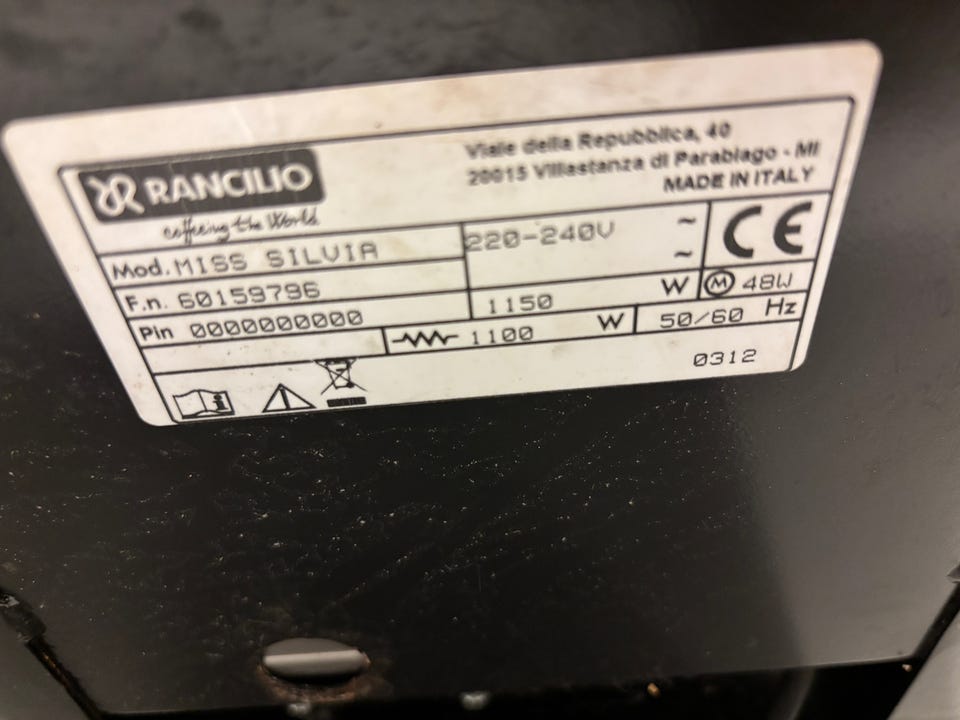 RANCILIO
coffeeing the World
Viale della Repubblica, 40
20015 Villastanza di Parabiago - MI
MADE IN ITALY
Mod. MISS SILVIA
220-240V ~
~
CE
F.n. 60159796
1150 W
M 48W
Pin 0000000000
1100 W
50/60 Hz
0312